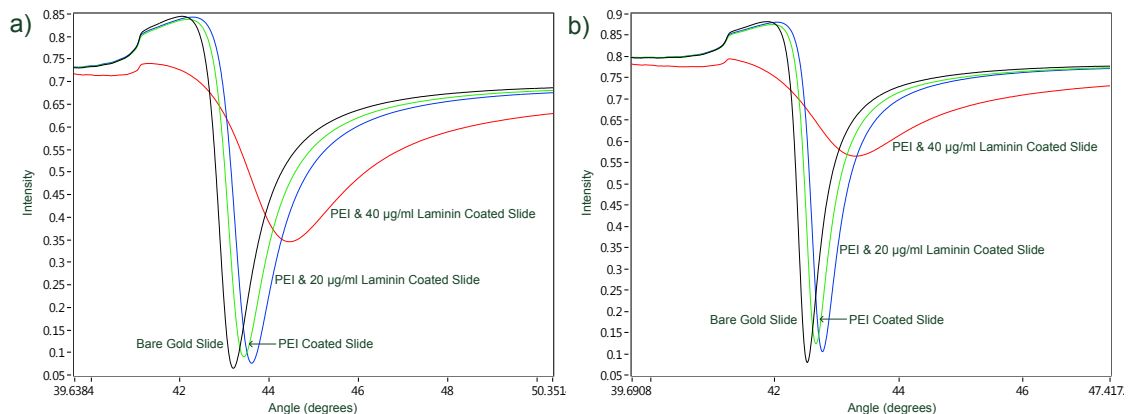 a)
0.85
0.8
0.75
0.7
0.65
0.6
0.55
0.5
0.45
0.4
0.35
0.3
0.25
0.2
0.15
0.1
0.05
Intensity
PEI & 40 µg/ml Laminin Coated Slide
PEI & 20 µg/ml Laminin Coated Slide
Bare Gold Slide
PEI Coated Slide
39.6384 42 44 46 48 50.351
Angle (degrees)
b)
0.9
0.85
0.8
0.75
0.7
0.65
0.6
0.55
0.5
0.45
0.4
0.35
0.3
0.25
0.2
0.15
0.1
0.05
Intensity
PEI & 40 µg/ml Laminin Coated Slide
PEI & 20 µg/ml Laminin Coated Slide
Bare Gold Slide
PEI Coated Slide
39.6908 42 44 46 47.417
Angle (degrees)